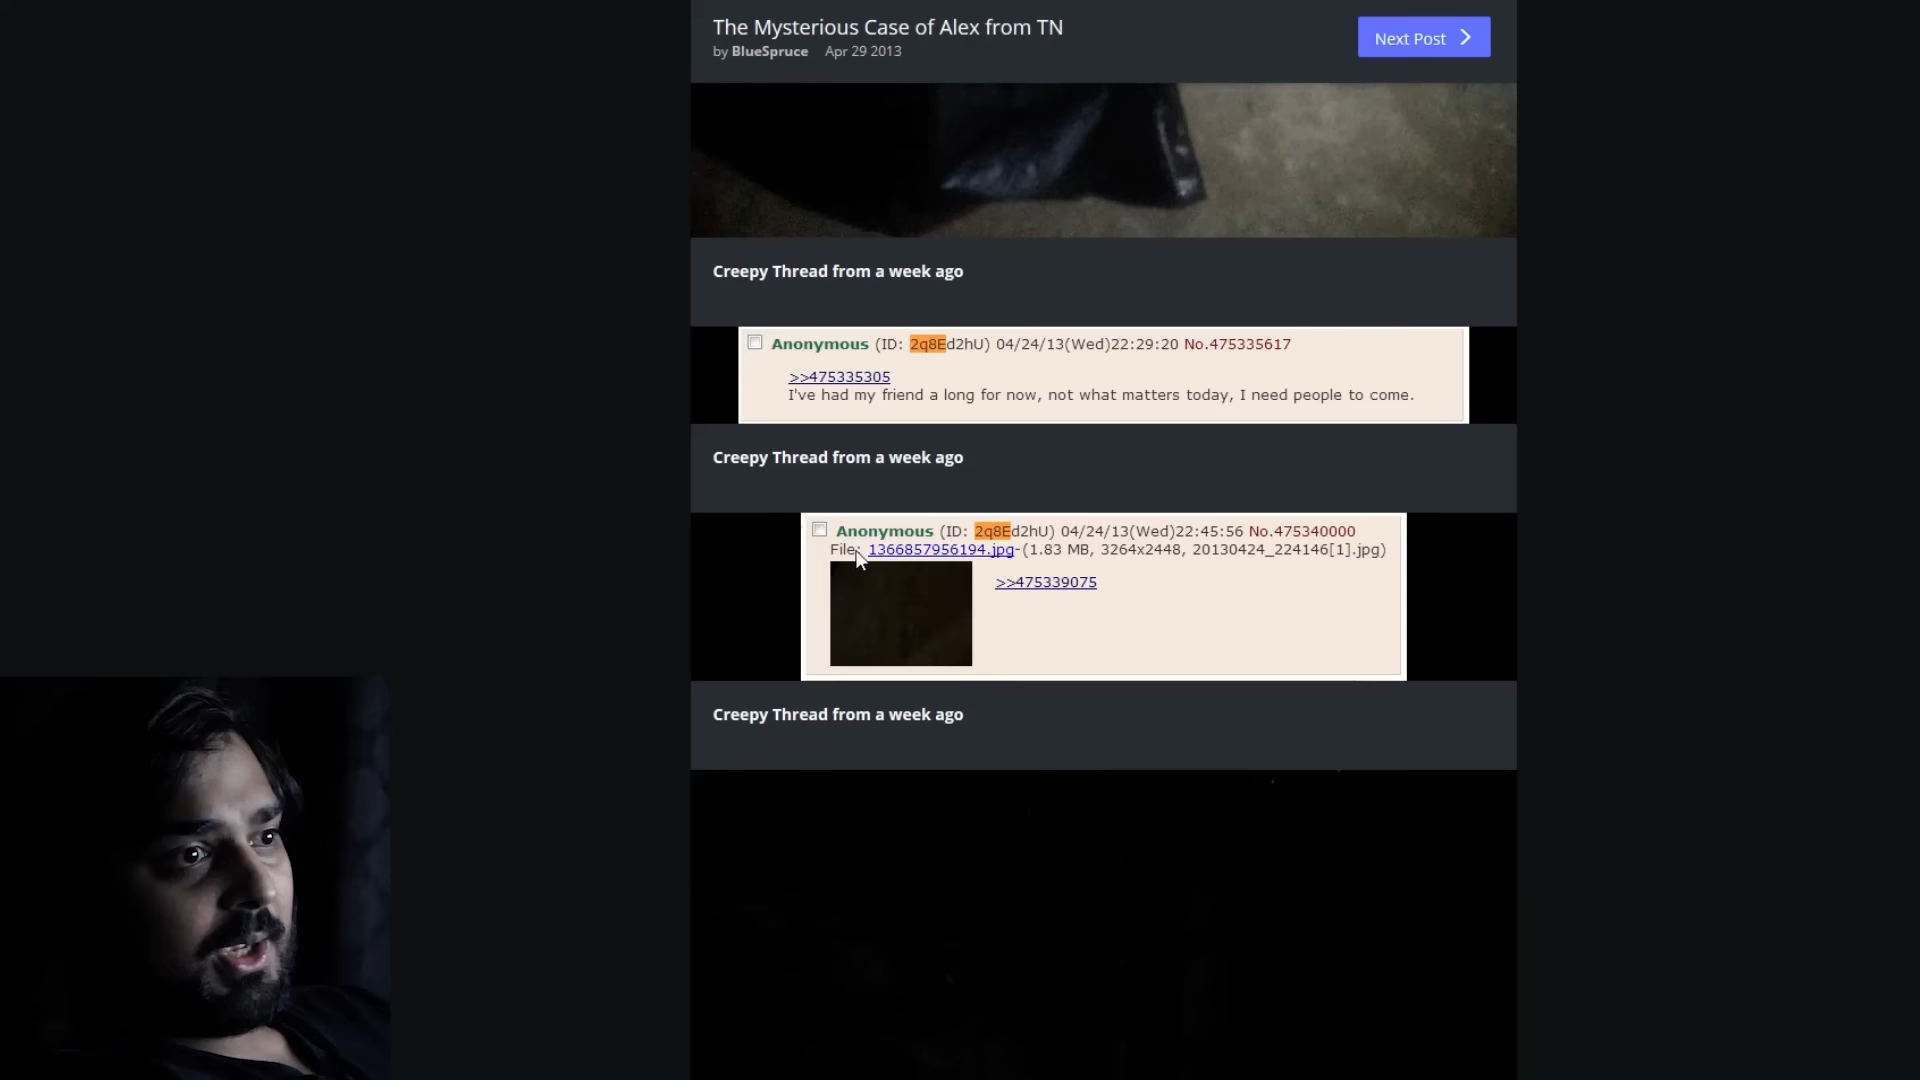 The Mysterious Case of Alex from TN
by BlueSpruce Apr 29 2013
Next Post
Creepy Thread from a week ago
Anonymous (ID: 2q8Ed2hU) 04/24/13(Wed)22:29:20 No.475335617
>>475335305
I've had my friend a long for now, not what matters today, I need people to come.
Creepy Thread from a week ago
Anonymous (ID: 2q8Ed2hU) 04/24/13(Wed)22:45:56 No.475340000
File: 1366857956194.jpg-(1.83 MB, 3264x2448, 20130424_224146[1].jpg)
>>475339075
Creepy Thread from a week ago